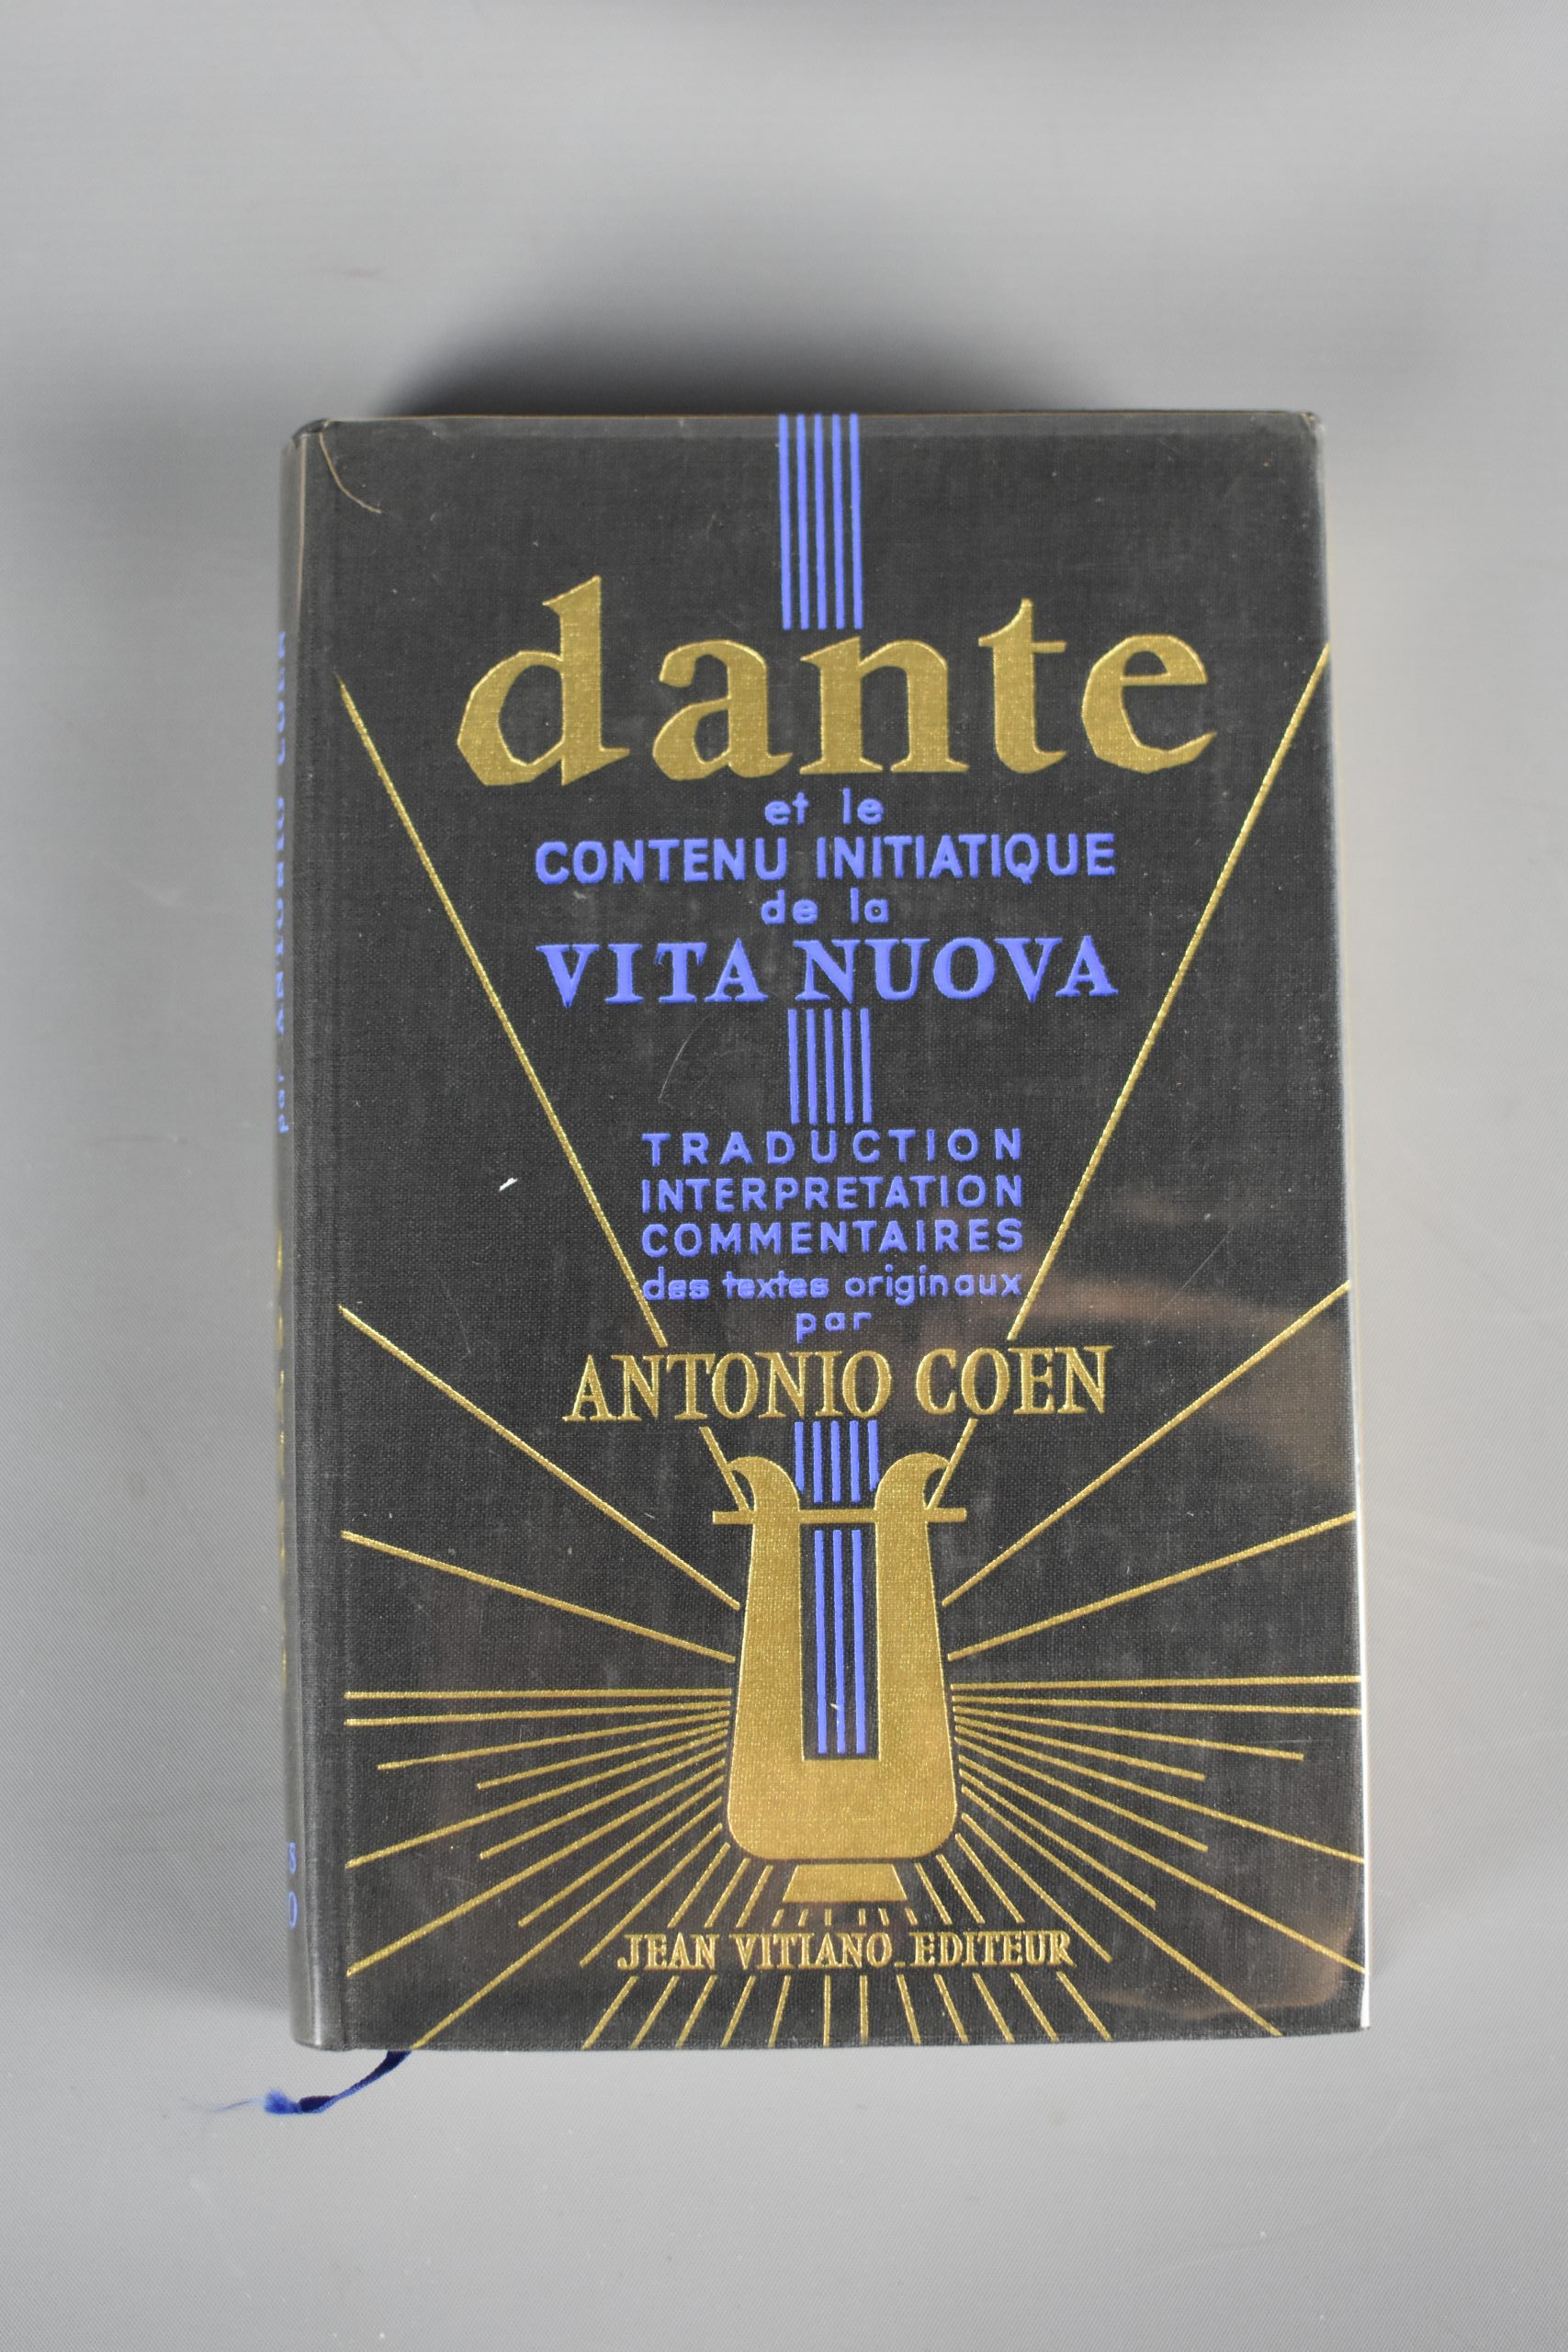 dante
et le
CONTENU INITIATIQUE
de la
VITA NUOVA
TRADUCTION
INTERPRETATION
COMMENTAIRES
des textes originaux
par
ANTONIO COEN
JEAN VITIANO_EDITEUR
par ANTONIO COEN